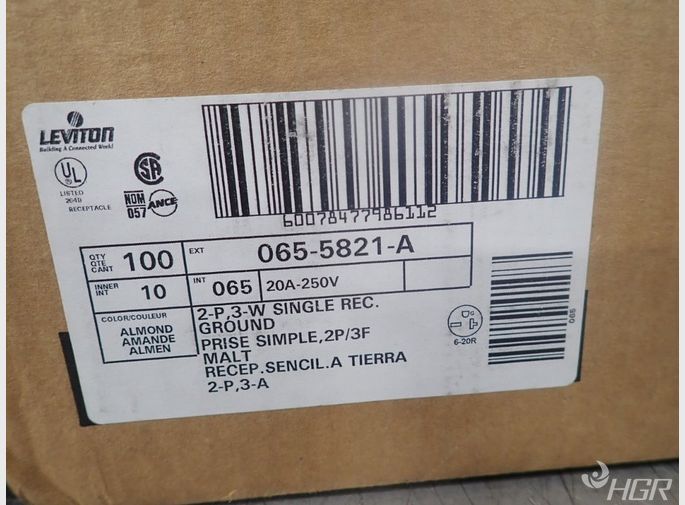 LEVITON
Building A Connected World
UL
LISTED
264D
RECEPTACLE
SA
NOM
057
ANCE
60078477986112
QTY
QTE
CANT
100
EXT
065-5821-A
INNER
INT
10
INT
065
20A-250V
COLOR/COULEUR
ALMOND
AMANDE
ALMEN
2-P,3-W SINGLE REC.
GROUND
PRISE SIMPLE,2P/3F
MALT
RECEP.SENCIL.A TIERRA
2-P,3-A
G
6-20R
065
HGR